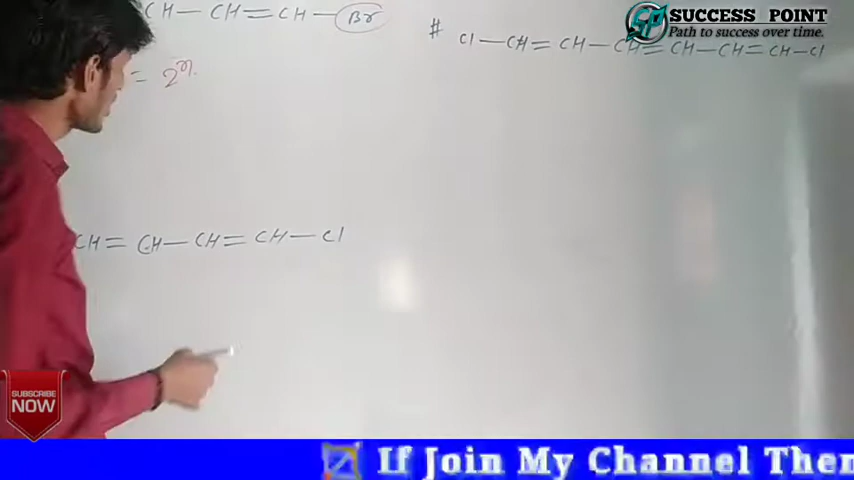 CH—CH=CH—Br
= 2ⁿ
# Cl—CH=CH—CH=CH—CH=CH—Cl
CH=CH—CH=CH—Cl
SP SUCCESS POINT
Path to success over time.
SUBSCRIBE
NOW
If Join My Channel Then